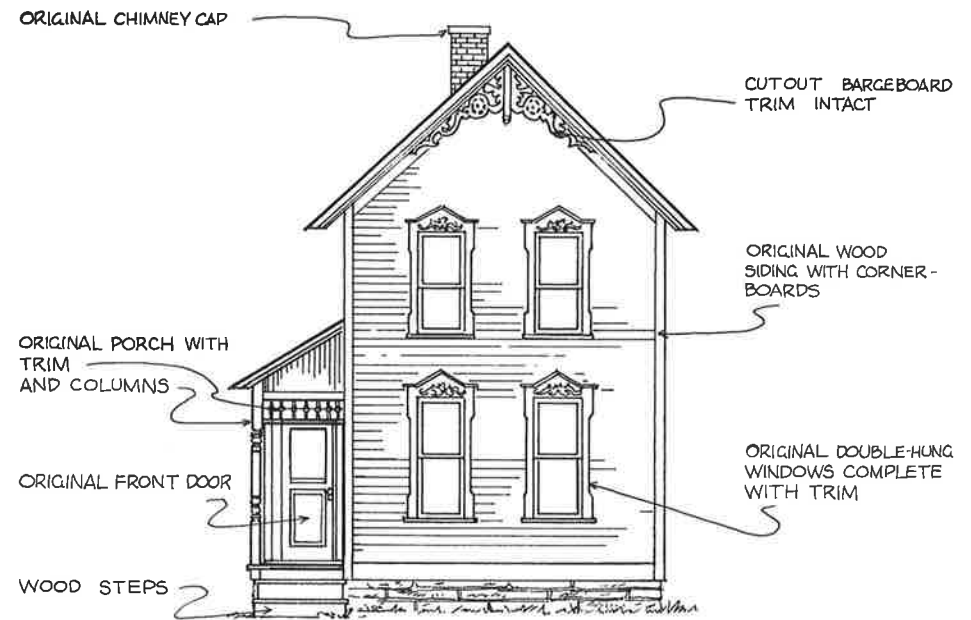 ORIGINAL CHIMNEY CAP
CUTOUT BARGEBOARD
TRIM INTACT
ORIGINAL WOOD
SIDING WITH CORNER-
BOARDS
ORIGINAL PORCH WITH
TRIM
AND COLUMNS
ORIGINAL DOUBLE-HUNG
WINDOWS COMPLETE
WITH TRIM
ORIGINAL FRONT DOOR
WOOD STEPS